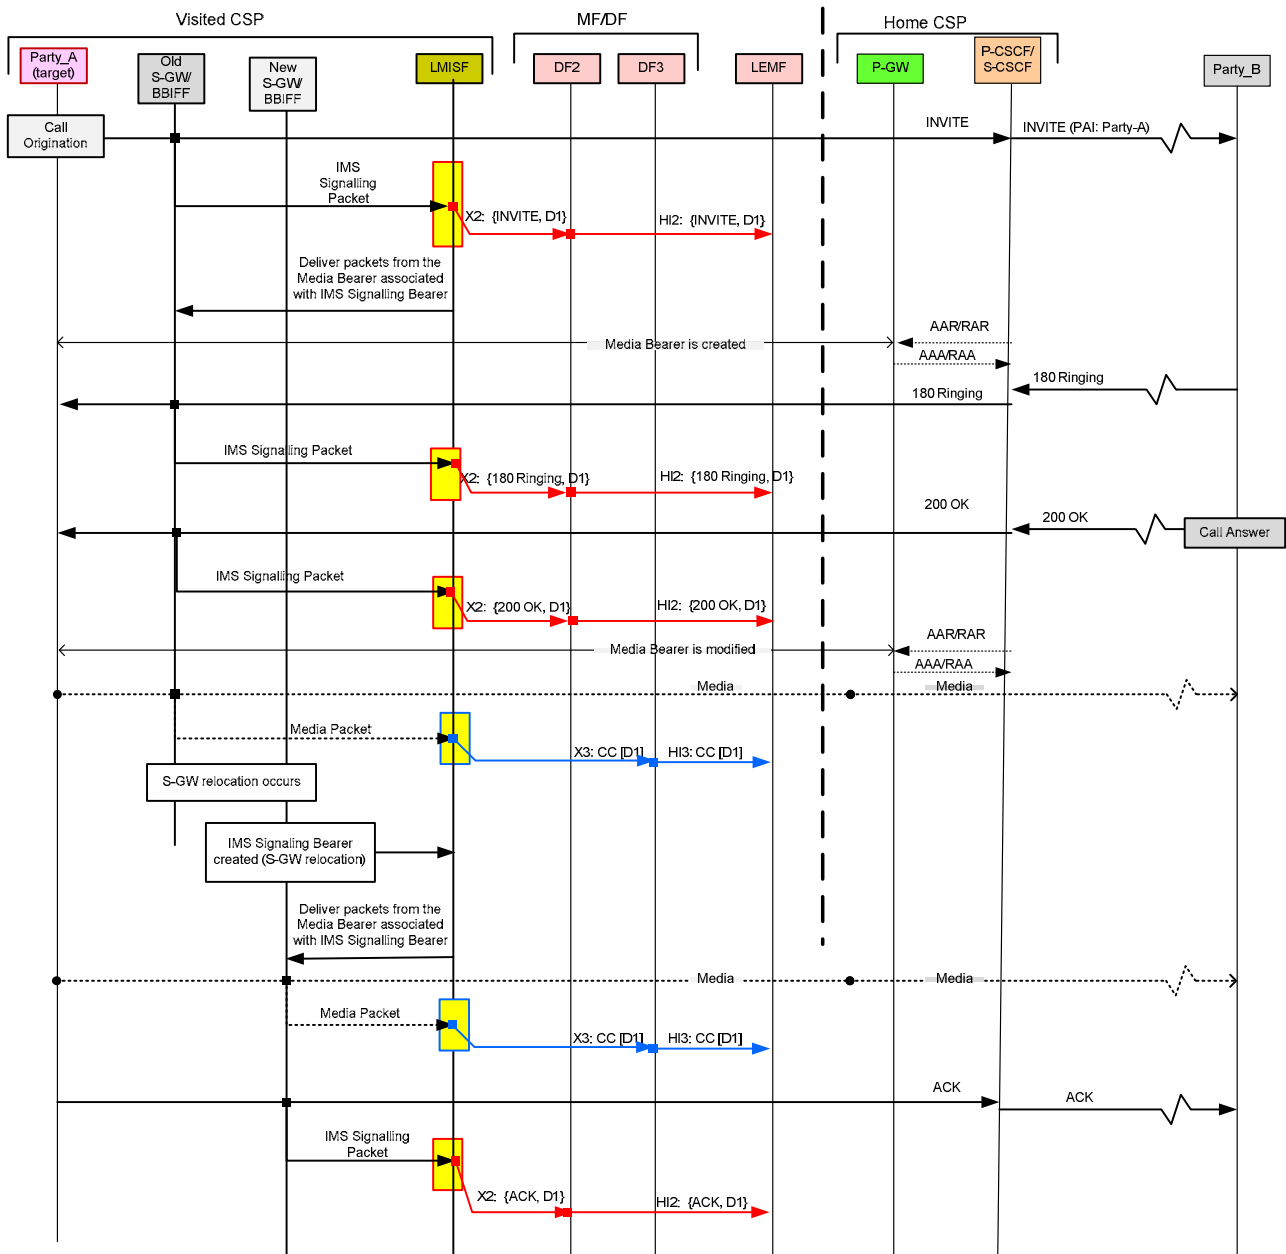 Visited CSP
MF/DF
Home CSP
Party_A
(target)
Old
S-GW/
BBIFF
New
S-GW/
BBIFF
LMISF
DF2
DF3
LEMF
P-GW
P-CSCF/
S-CSCF
Party_B
Call
Origination
INVITE
INVITE (PAI: Party-A)
IMS
Signalling
Packet
X2: {INVITE, D1}
HI2: {INVITE, D1}
Deliver packets from the
Media Bearer associated
with IMS Signalling Bearer
AAR/RAR
Media Bearer is created
AAA/RAA
180 Ringing
180 Ringing
IMS Signalling Packet
X2: {180 Ringing, D1}
HI2: {180 Ringing, D1}
200 OK
200 OK
Call Answer
IMS Signalling Packet
X2: {200 OK, D1}
HI2: {200 OK, D1}
AAR/RAR
Media Bearer is modified
AAA/RAA
Media
Media
Media Packet
X3: CC [D1]
HI3: CC [D1]
S-GW relocation occurs
IMS Signaling Bearer
created (S-GW relocation)
Deliver packets from the
Media Bearer associated
with IMS Signalling Bearer
Media
Media
Media Packet
X3: CC [D1]
HI3: CC [D1]
ACK
ACK
IMS Signalling
Packet
X2: {ACK, D1}
HI2: {ACK, D1}